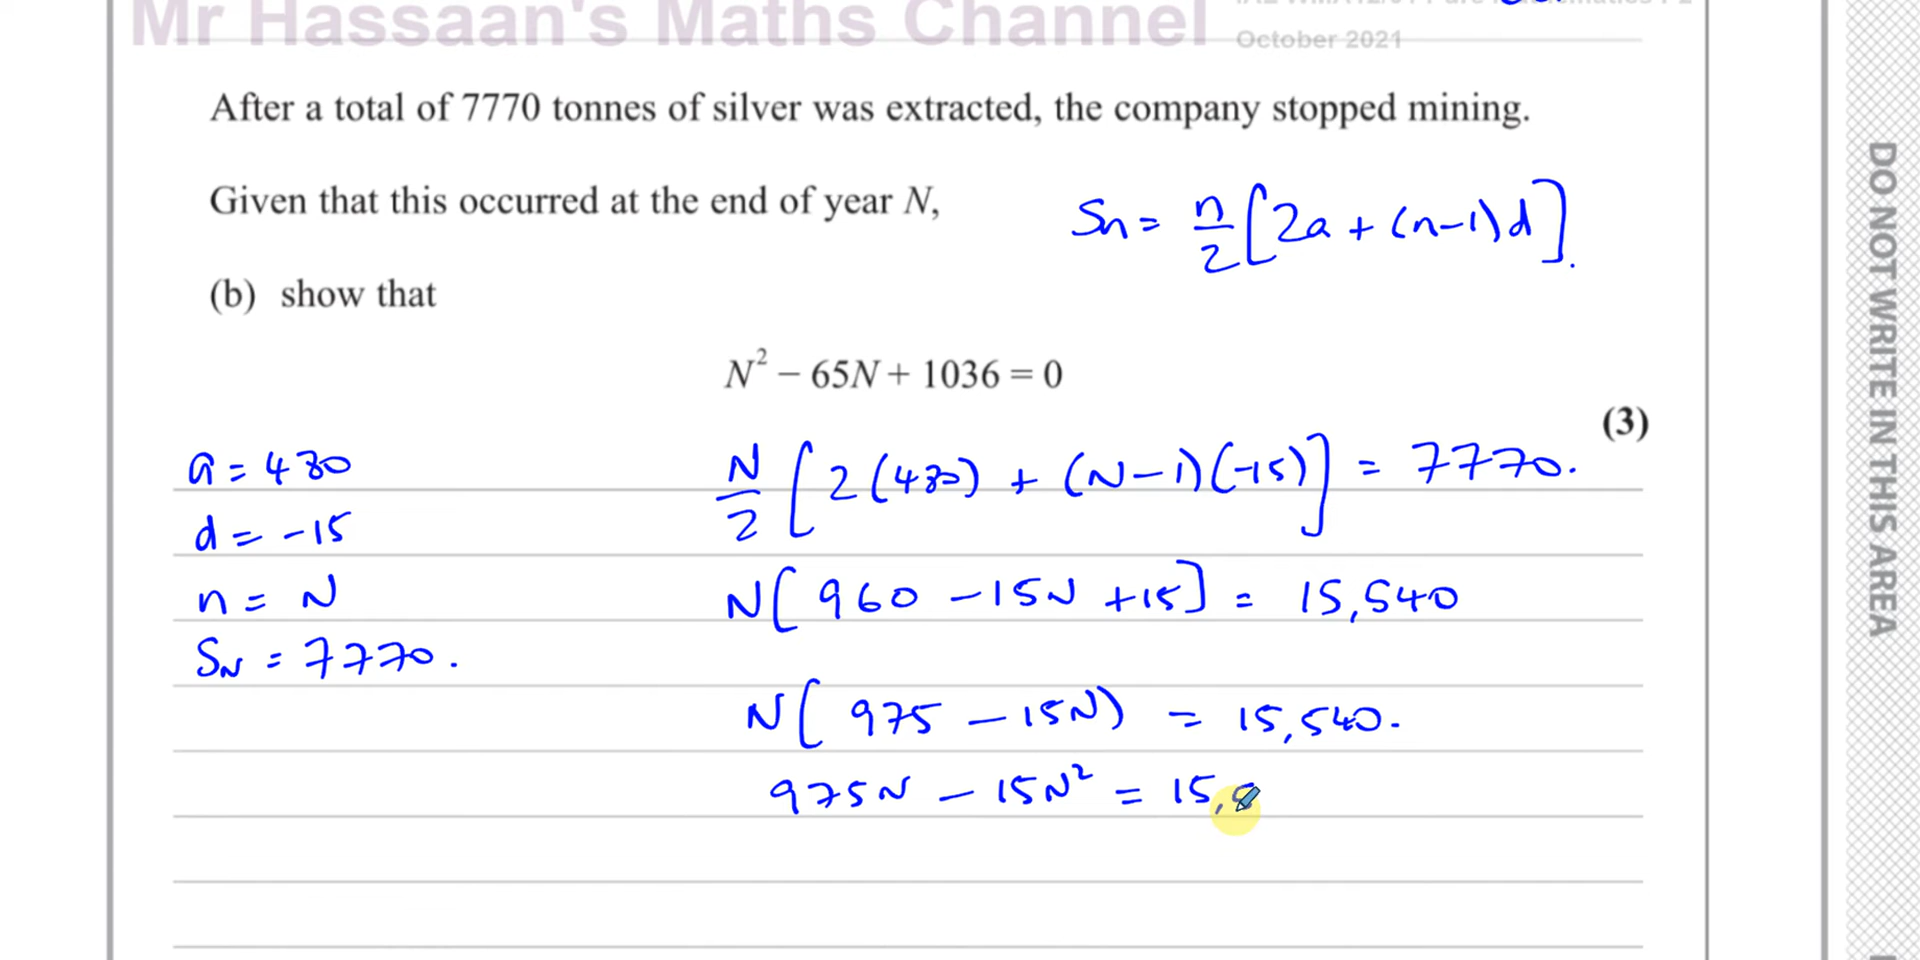 Mr Hassaan's Maths Channel
October 2021
After a total of 7770 tonnes of silver was extracted, the company stopped mining.
Given that this occurred at the end of year N,
Sn = n/2 [2a + (n-1)d].
(b) show that
N² − 65N + 1036 = 0
(3)
a = 480
d = -15
n = N
S_N = 7770.
N/2 [2(480) + (N-1)(-15)] = 7770.
N[960 - 15N + 15] = 15,540
N(975 - 15N) = 15,540.
975N - 15N² = 15,
DO NOT WRITE IN THIS AREA